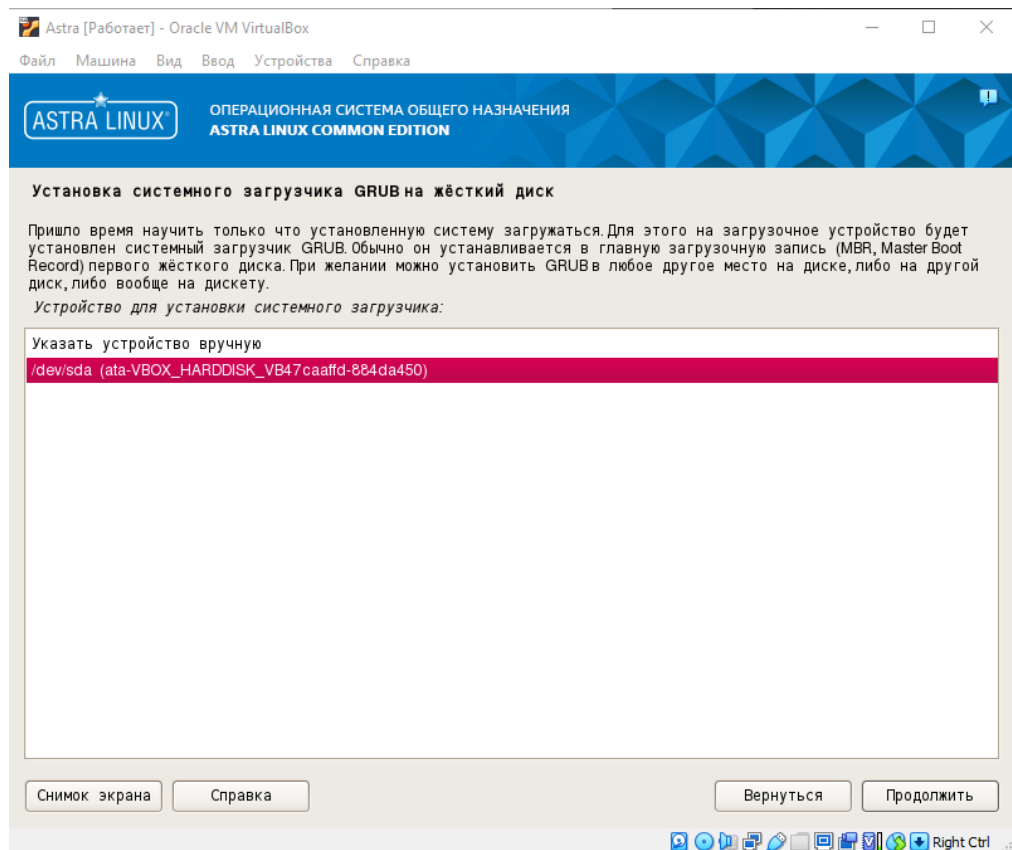 Astra [Работает] - Oracle VM VirtualBox
Файл Машина Вид Ввод Устройства Справка
ASTRA LINUX®
ОПЕРАЦИОННАЯ СИСТЕМА ОБЩЕГО НАЗНАЧЕНИЯ
ASTRA LINUX COMMON EDITION
Установка системного загрузчика GRUB на жёсткий диск
Пришло время научить только что установленную систему загружаться. Для этого на загрузочное устройство будет
установлен системный загрузчик GRUB. Обычно он устанавливается в главную загрузочную запись (MBR, Master Boot
Record) первого жёсткого диска. При желании можно установить GRUB в любое другое место на диске, либо на другой
диск, либо вообще на дискету.
Устройство для установки системного загрузчика:
Указать устройство вручную
/dev/sda (ata-VBOX_HARDDISK_VB47caaffd-884da450)
Снимок экрана Справка Вернуться Продолжить
Right Ctrl